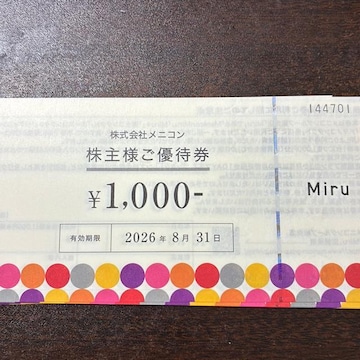 144701
株式会社メニコン
株主様ご優待券
¥1,000-
Miru
有効期限 2026年8月31日